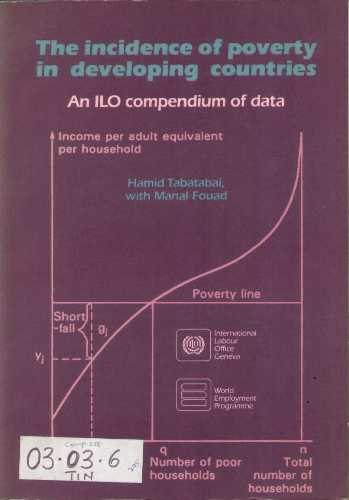 The incidence of poverty
in developing countries
An ILO compendium of data
Income per adult equivalent
per household
Hamid Tabatabai,
with Manal Fouad
Poverty line
Short
-fall
gj
yj
International
Labour
Office
Geneva
World
Employment
Programme
q
Number of poor
households
n
Total
number of
households
03.03.6
TIN